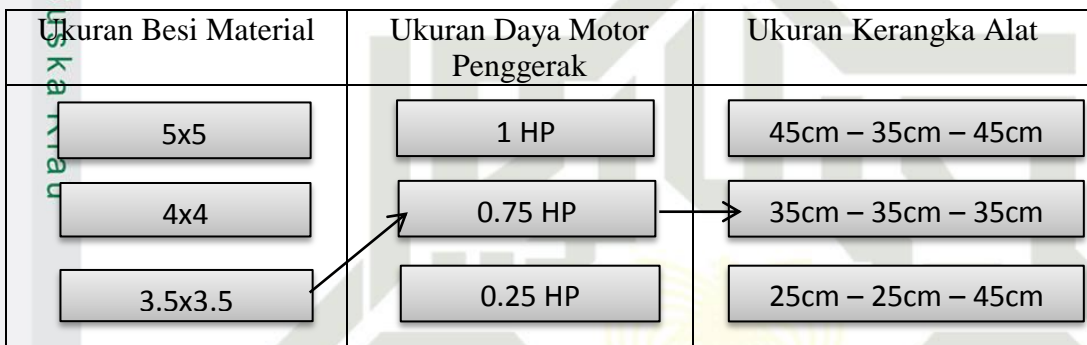 Ukuran Besi Material
Ukuran Daya Motor
Penggerak
Ukuran Kerangka Alat
5x5
1 HP
45cm – 35cm – 45cm
4x4
0.75 HP
35cm – 35cm – 35cm
3.5x3.5
0.25 HP
25cm – 25cm – 45cm